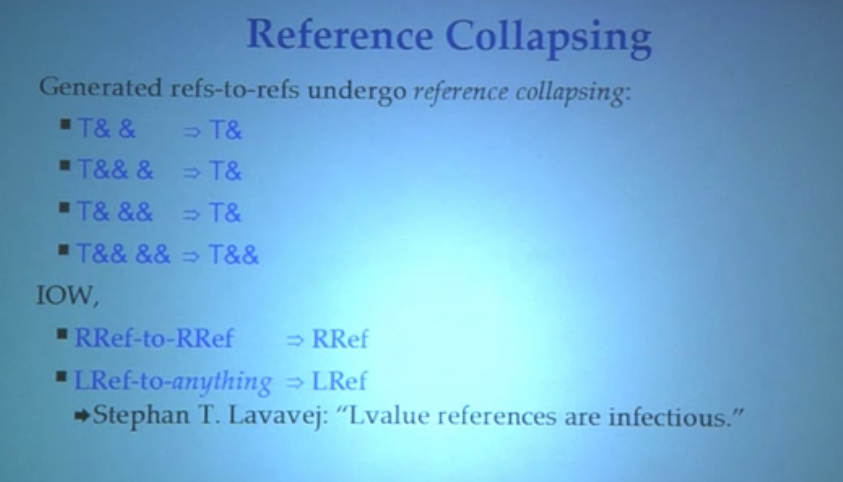 Reference Collapsing
Generated refs-to-refs undergo reference collapsing:
▪ T& & ⇒ T&
▪ T&& & ⇒ T&
▪ T& && ⇒ T&
▪ T&& && ⇒ T&&
IOW,
▪ RRef-to-RRef ⇒ RRef
▪ LRef-to-anything ⇒ LRef
➡Stephan T. Lavavej: “Lvalue references are infectious.”